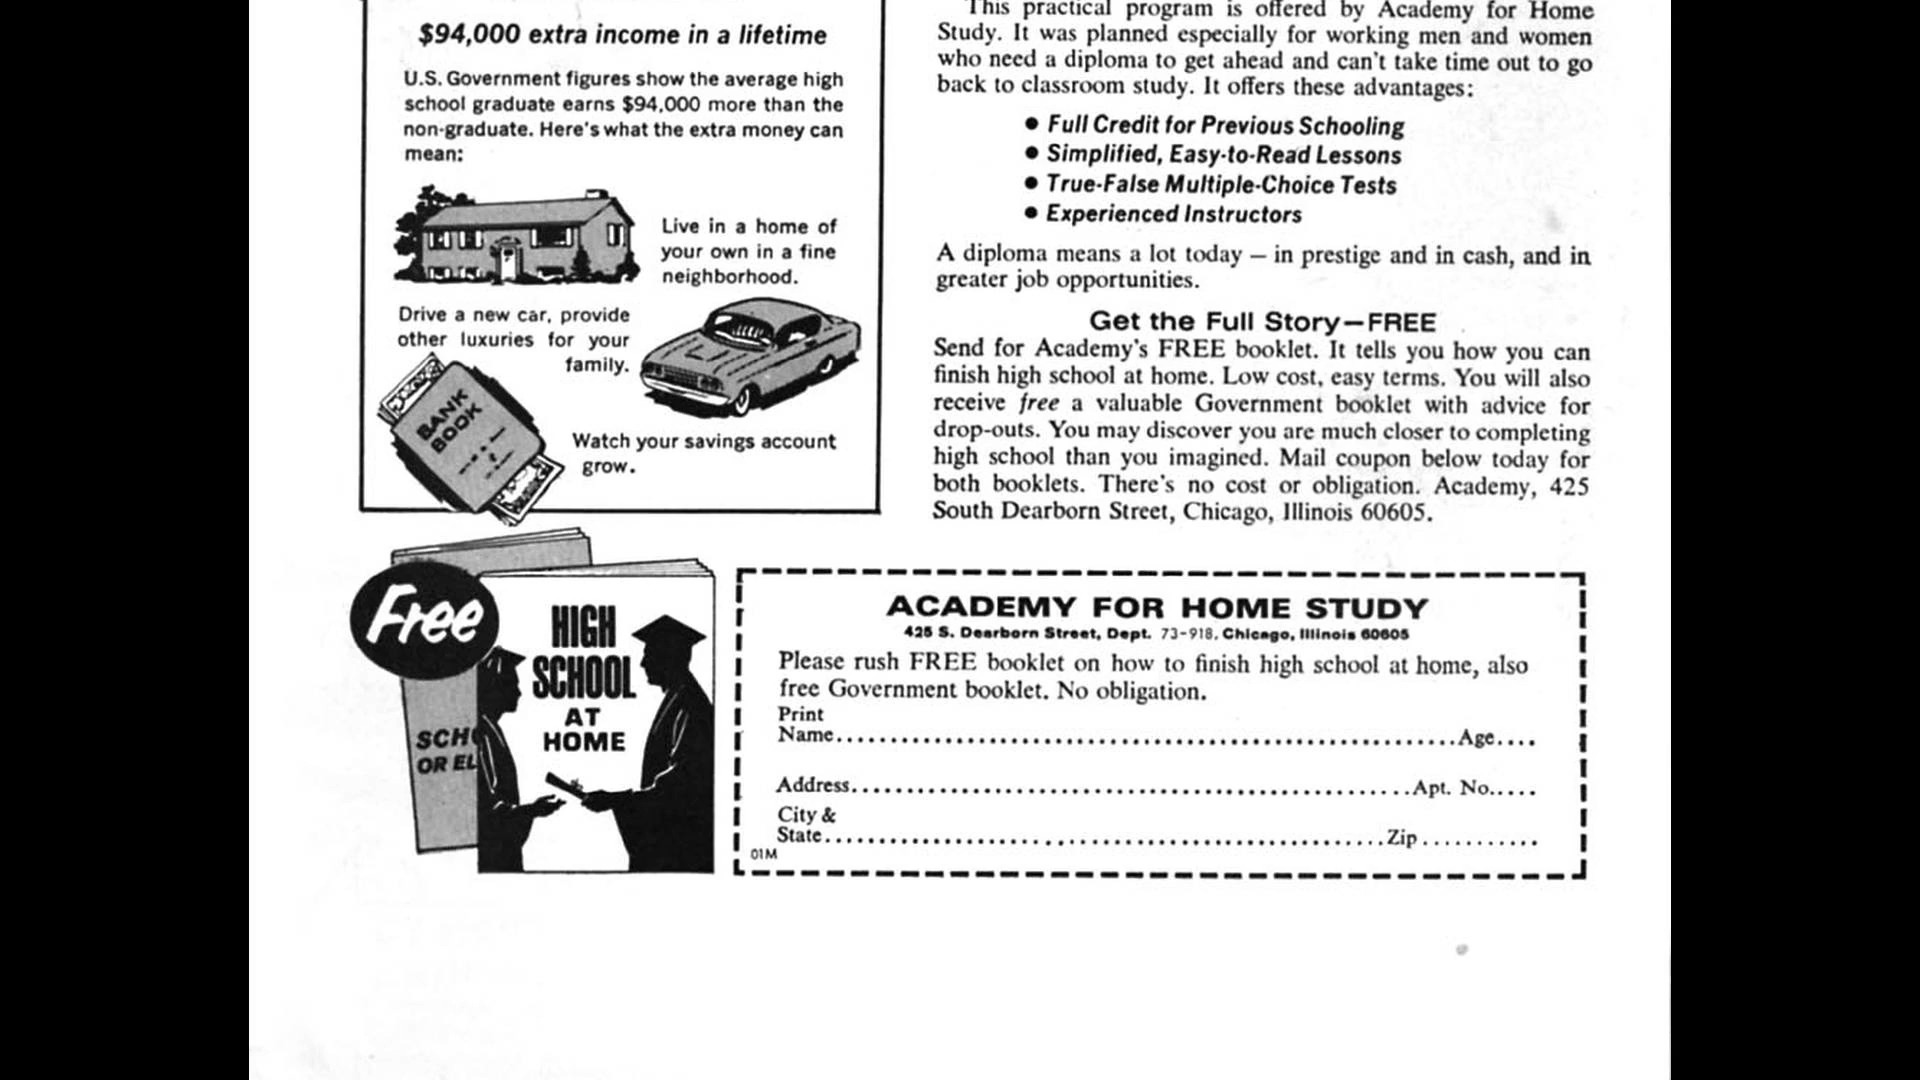 $94,000 extra income in a lifetime
U.S. Government figures show the average high
school graduate earns $94,000 more than the
non-graduate. Here's what the extra money can
mean:
Live in a home of
your own in a fine
neighborhood.
Drive a new car, provide
other luxuries for your
family.
BANK
BOOK
Watch your savings account
grow.
This practical program is offered by Academy for Home
Study. It was planned especially for working men and women
who need a diploma to get ahead and can't take time out to go
back to classroom study. It offers these advantages:
● Full Credit for Previous Schooling
● Simplified, Easy-to-Read Lessons
● True-False Multiple-Choice Tests
● Experienced Instructors
A diploma means a lot today — in prestige and in cash, and in
greater job opportunities.
Get the Full Story—FREE
Send for Academy's FREE booklet. It tells you how you can
finish high school at home. Low cost, easy terms. You will also
receive free a valuable Government booklet with advice for
drop-outs. You may discover you are much closer to completing
high school than you imagined. Mail coupon below today for
both booklets. There's no cost or obligation. Academy, 425
South Dearborn Street, Chicago, Illinois 60605.
Free
HIGH
SCHOOL
AT
HOME
SCHO
OR EL
ACADEMY FOR HOME STUDY
425 S. Dearborn Street, Dept. 73-918, Chicago, Illinois 60605
Please rush FREE booklet on how to finish high school at home, also
free Government booklet. No obligation.
Print
Name.....Age....
Address.....Apt. No.....
City &
State.....Zip...........
01M